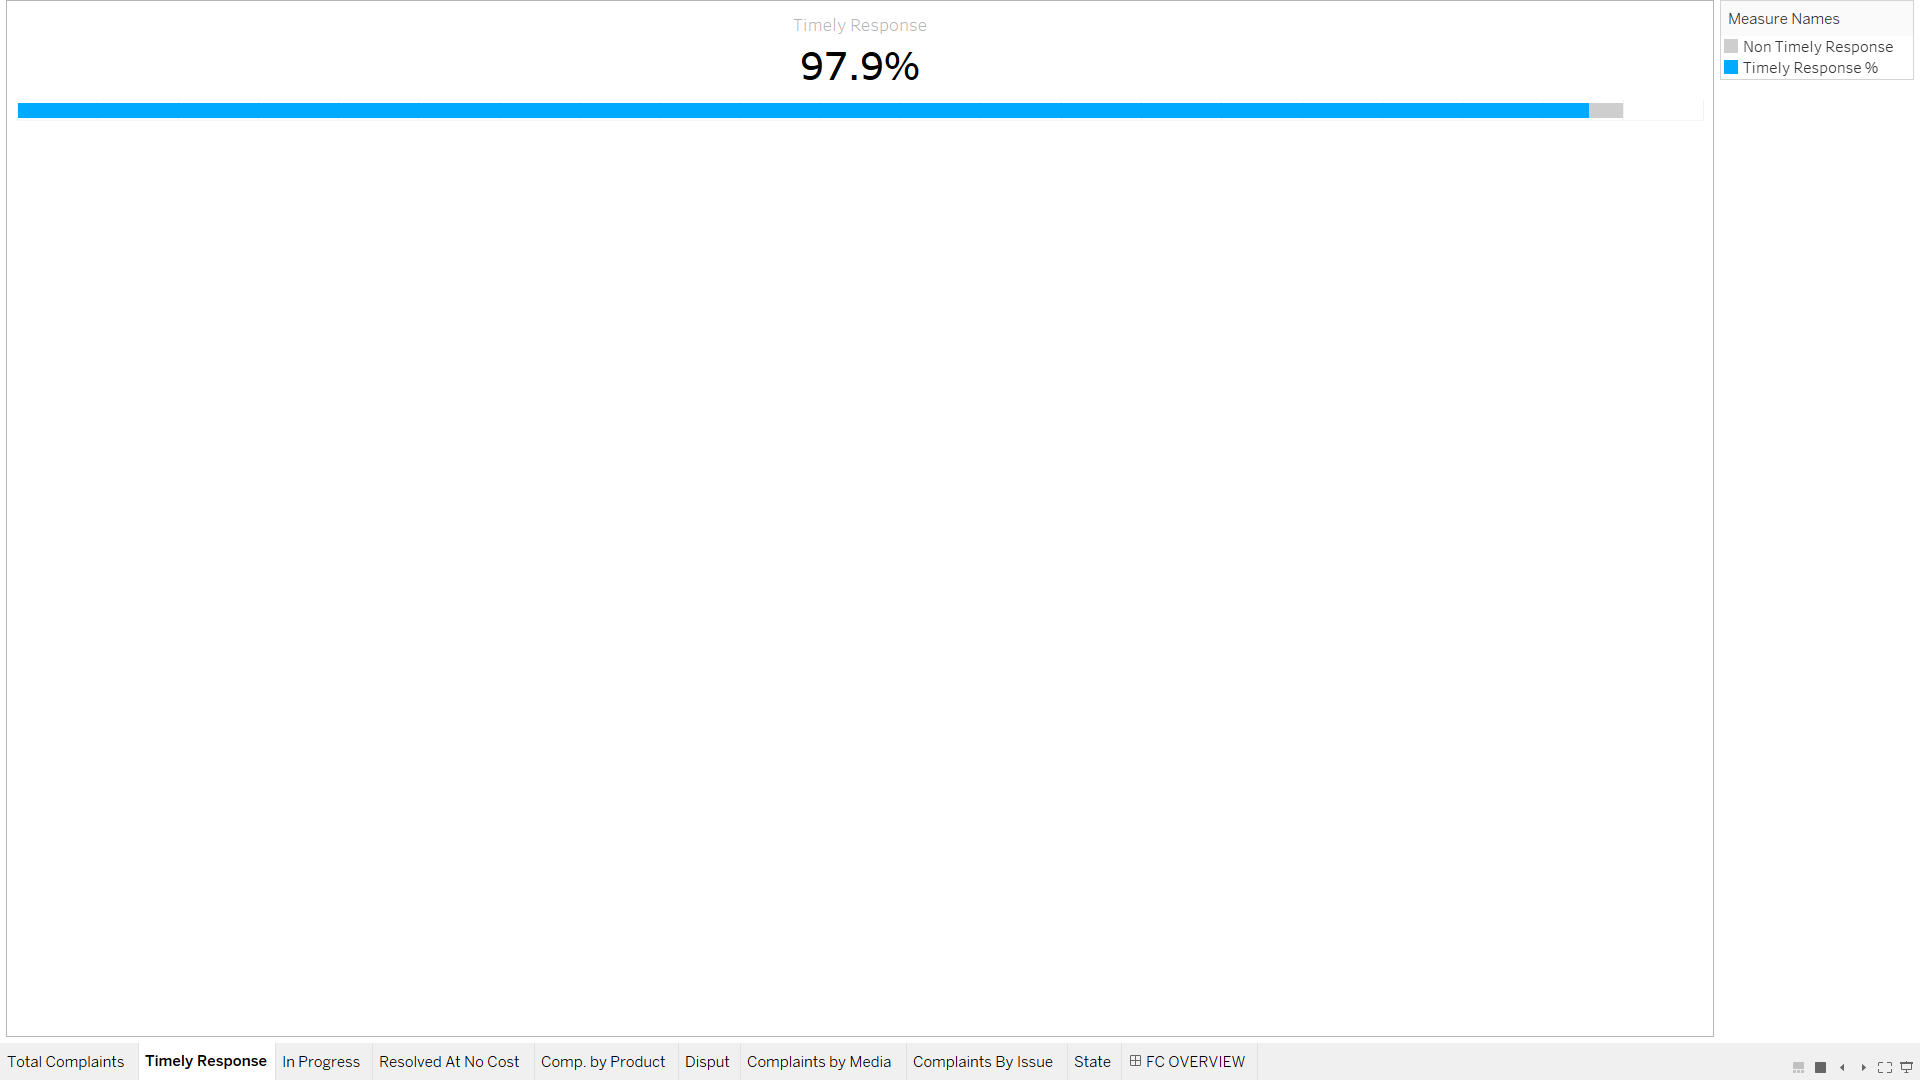 Timely Response
97.9%
Measure Names
Non Timely Response
Timely Response %
Total Complaints
Timely Response
In Progress
Resolved At No Cost
Comp. by Product
Disput
Complaints by Media
Complaints By Issue
State
FC OVERVIEW